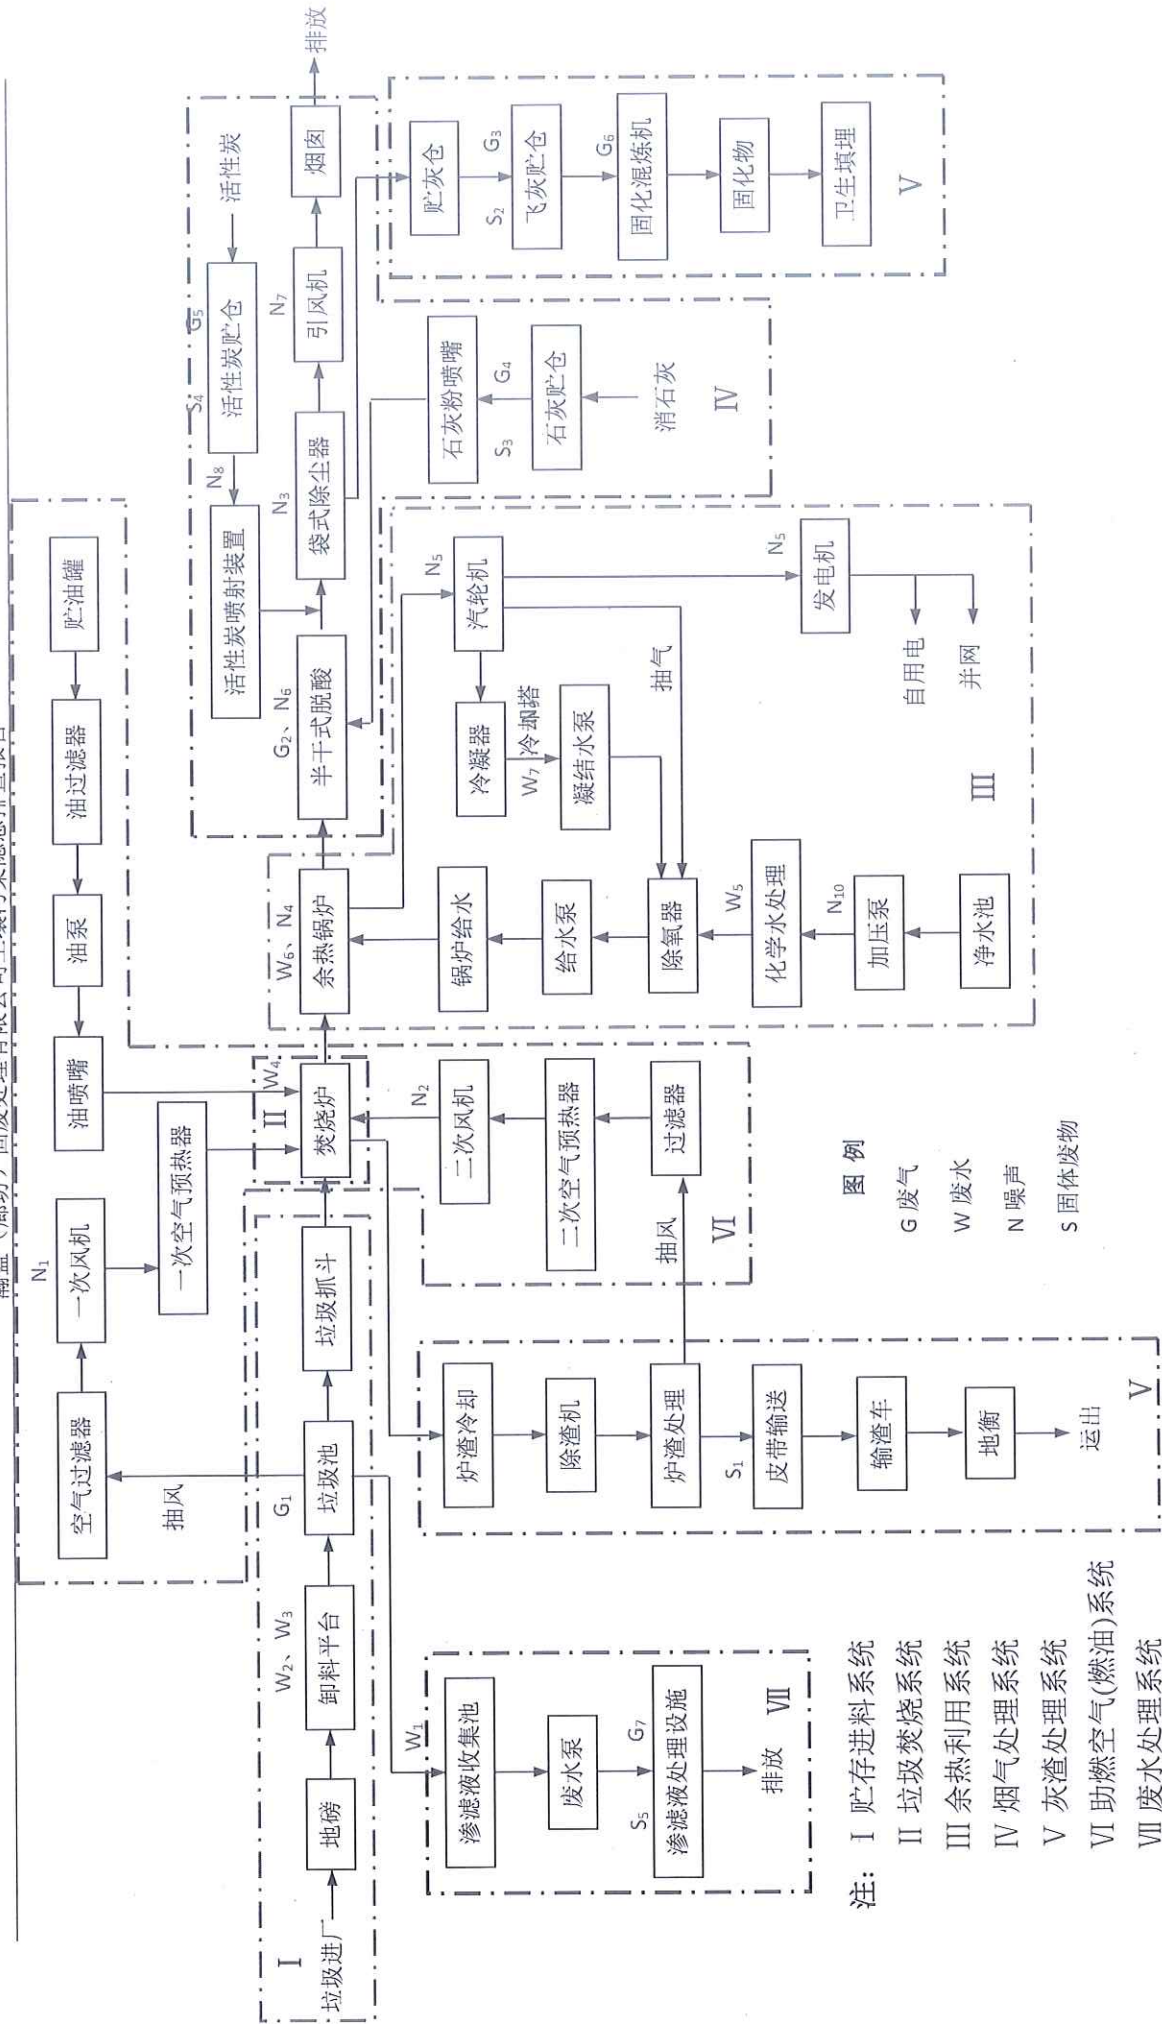 贮油罐
油过滤器
油泵
油喷嘴
N₁
空气过滤器
一次风机
一次空气预热器
抽风
活性炭
S₄
G₅
活性炭贮仓
N₈
活性炭喷射装置
I
垃圾进厂
地磅
W₂、W₃
卸料平台
G₁
垃圾池
垃圾抓斗
II
W₄
焚烧炉
W₆、N₄
余热锅炉
G₂、N₆
半干式脱酸
N₃
袋式除尘器
N₇
引风机
烟囱
排放
W₁
渗滤液收集池
废水泵
S₅
G₇
渗滤液处理设施
排放
VII
炉渣冷却
除渣机
炉渣处理
S₁
皮带输送
输渣车
地衡
运出
V
抽风
N₂
二次风机
二次空气预热器
过滤器
VI
锅炉给水
给水泵
除氧器
W₅
化学水处理
N₁₀
加压泵
净水池
N₅
汽轮机
冷凝器
W₇
冷却塔
凝结水泵
抽气
N₅
发电机
自用电
并网
III
石灰粉喷嘴
S₃
G₄
石灰贮仓
消石灰
IV
贮灰仓
S₂
G₃
飞灰贮仓
G₆
固化混炼机
固化物
卫生填埋
V
图 例
G 废气
W 废水
N 噪声
S 固体废物
注： I 贮存进料系统
II 垃圾焚烧系统
III 余热利用系统
IV 烟气处理系统
V 灰渣处理系统
VI 助燃空气(燃油)系统
VII 废水处理系统